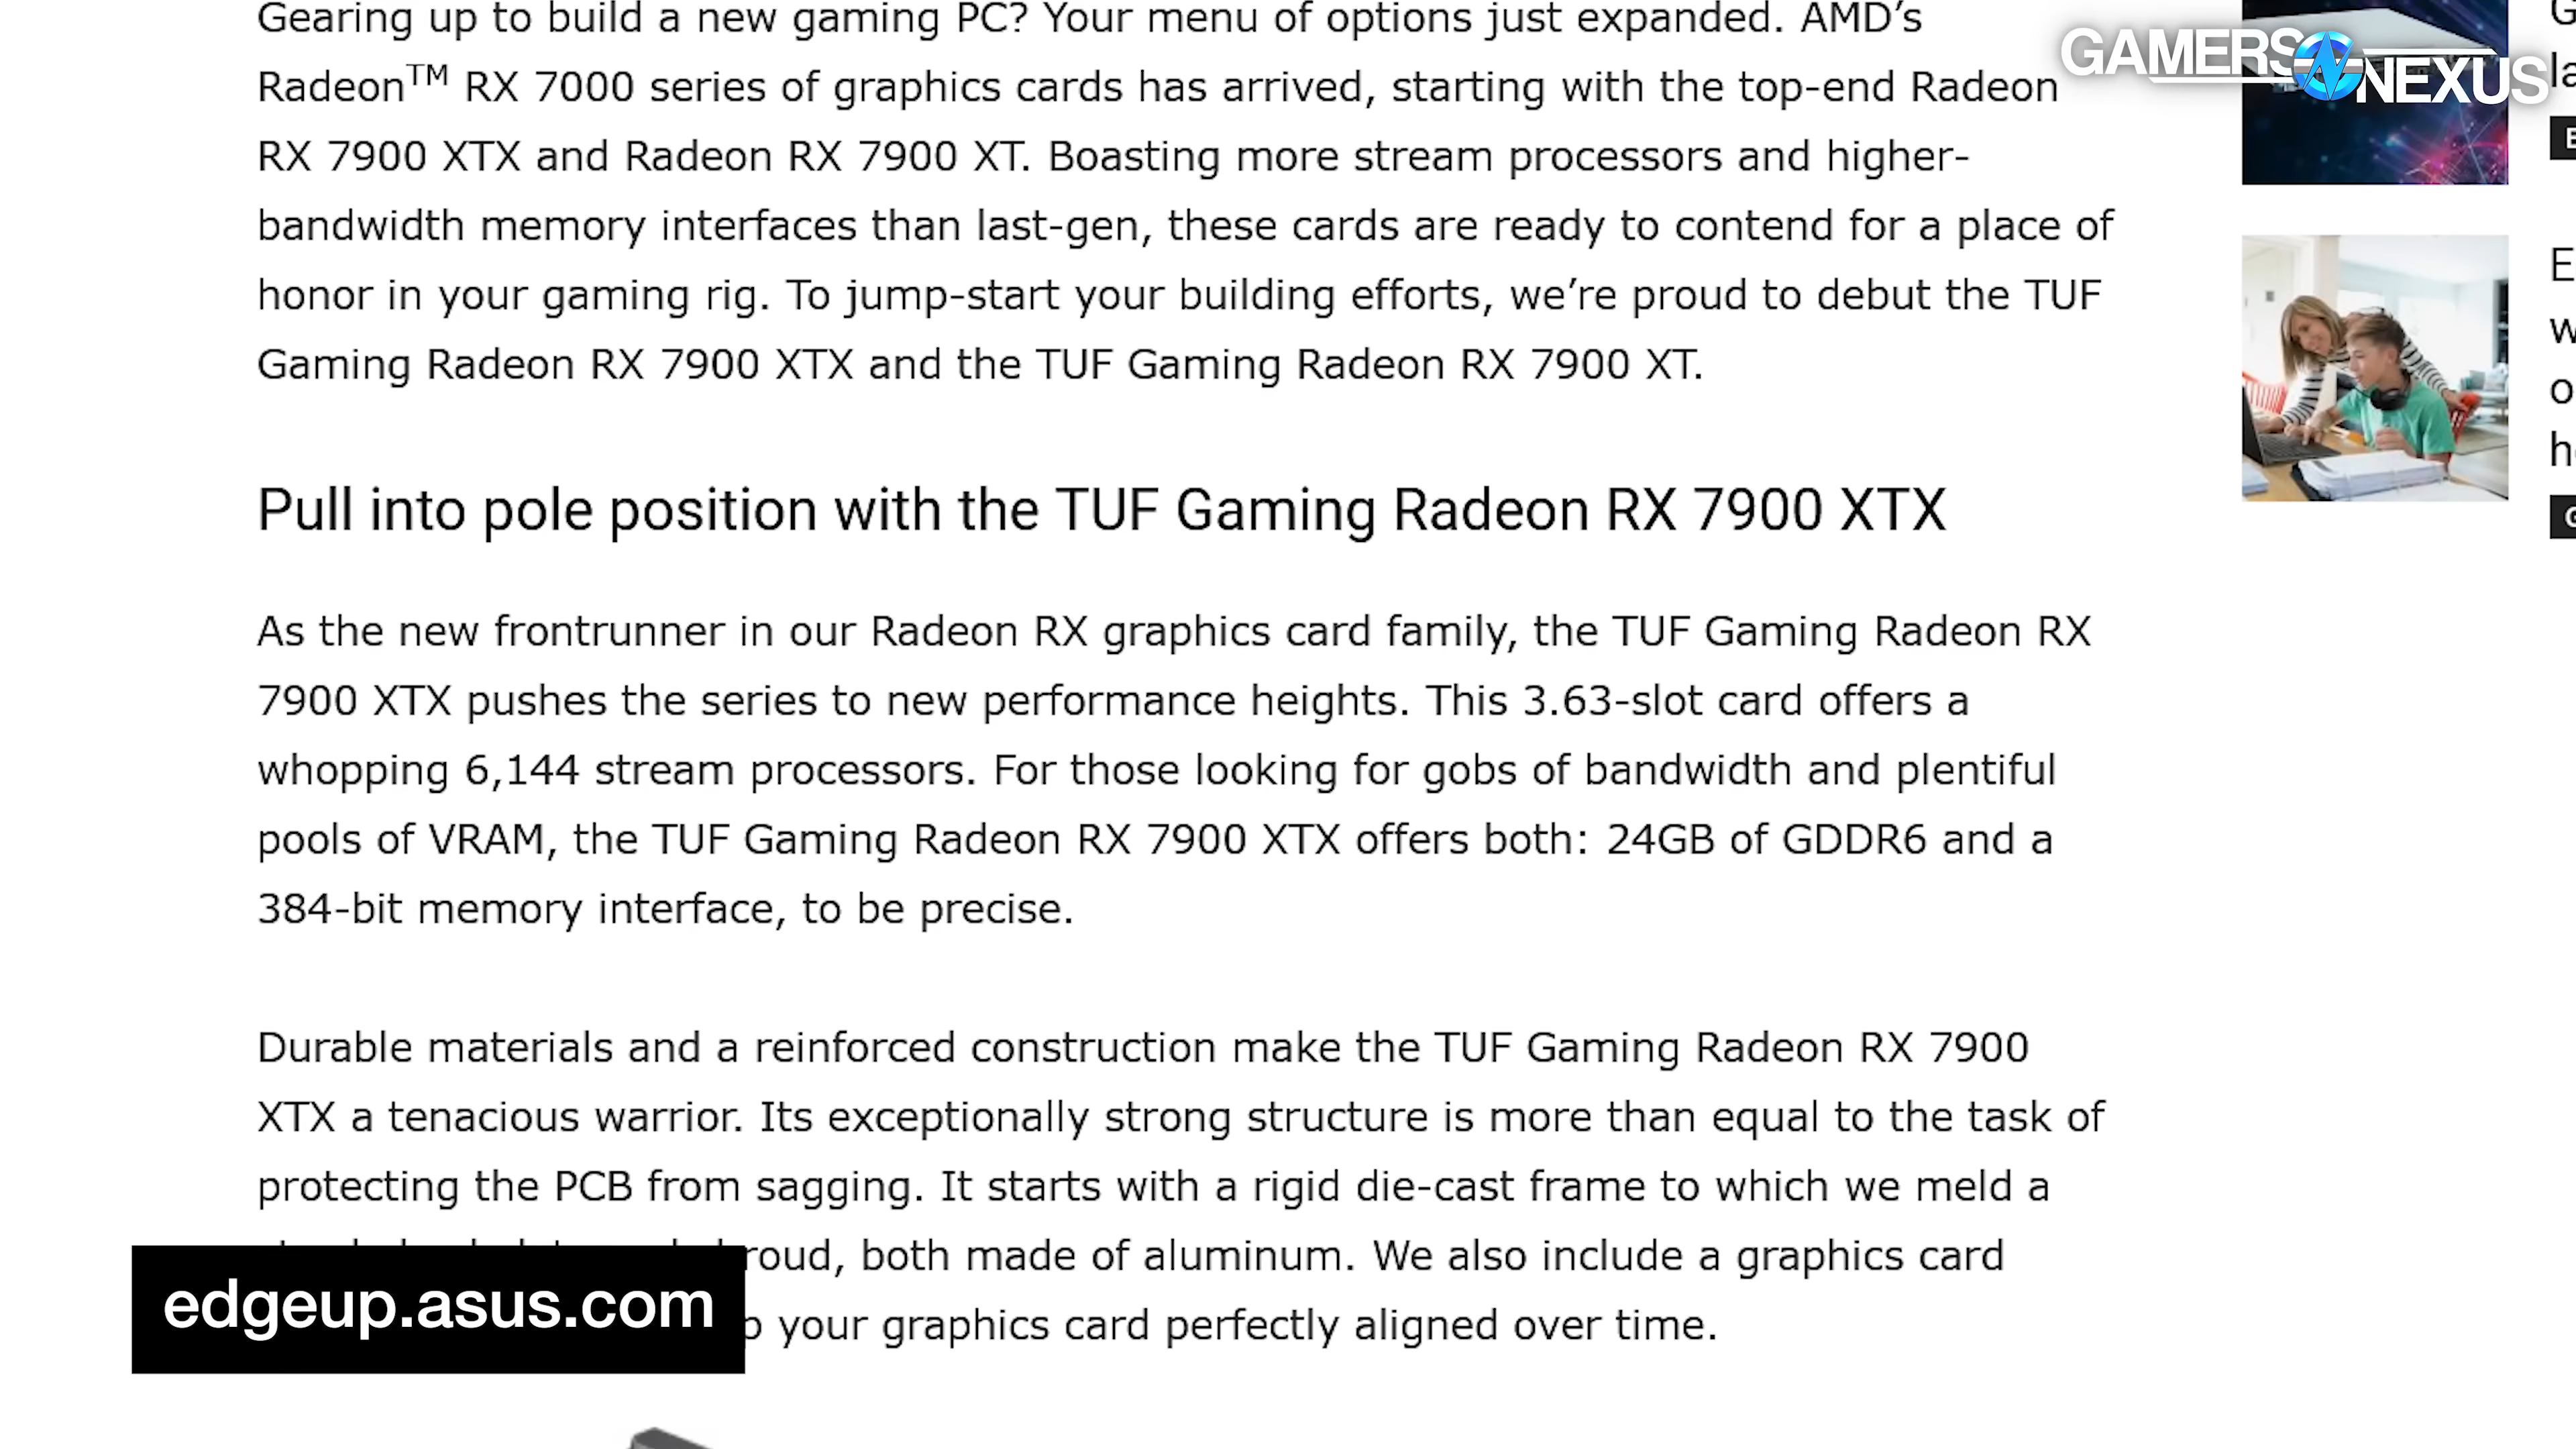 Gearing up to build a new gaming PC? Your menu of options just expanded. AMD’s
Radeon™ RX 7000 series of graphics cards has arrived, starting with the top-end Radeon
RX 7900 XTX and Radeon RX 7900 XT. Boasting more stream processors and higher-
bandwidth memory interfaces than last-gen, these cards are ready to contend for a place of
honor in your gaming rig. To jump-start your building efforts, we’re proud to debut the TUF
Gaming Radeon RX 7900 XTX and the TUF Gaming Radeon RX 7900 XT.
Pull into pole position with the TUF Gaming Radeon RX 7900 XTX
As the new frontrunner in our Radeon RX graphics card family, the TUF Gaming Radeon RX
7900 XTX pushes the series to new performance heights. This 3.63-slot card offers a
whopping 6,144 stream processors. For those looking for gobs of bandwidth and plentiful
pools of VRAM, the TUF Gaming Radeon RX 7900 XTX offers both: 24GB of GDDR6 and a
384-bit memory interface, to be precise.
Durable materials and a reinforced construction make the TUF Gaming Radeon RX 7900
XTX a tenacious warrior. Its exceptionally strong structure is more than equal to the task of
protecting the PCB from sagging. It starts with a rigid die-cast frame to which we meld a
both made of aluminum. We also include a graphics card
your graphics card perfectly aligned over time.
edgeup.asus.com
GAMERS NEXUS